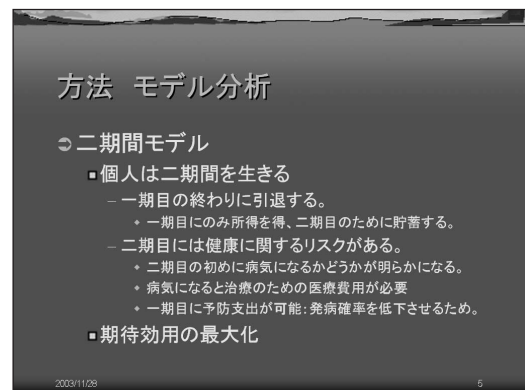 方法 モデル分析
二期間モデル
個人は二期間を生きる
– 一期目の終わりに引退する。
一期目にのみ所得を得、二期目のために貯蓄する。
– 二期目には健康に関するリスクがある。
二期目の初めに病気になるかどうかが明らかになる。
病気になると治療のための医療費用が必要
一期目に予防支出が可能：発病確率を低下させるため。
期待効用の最大化
2003/11/28
5